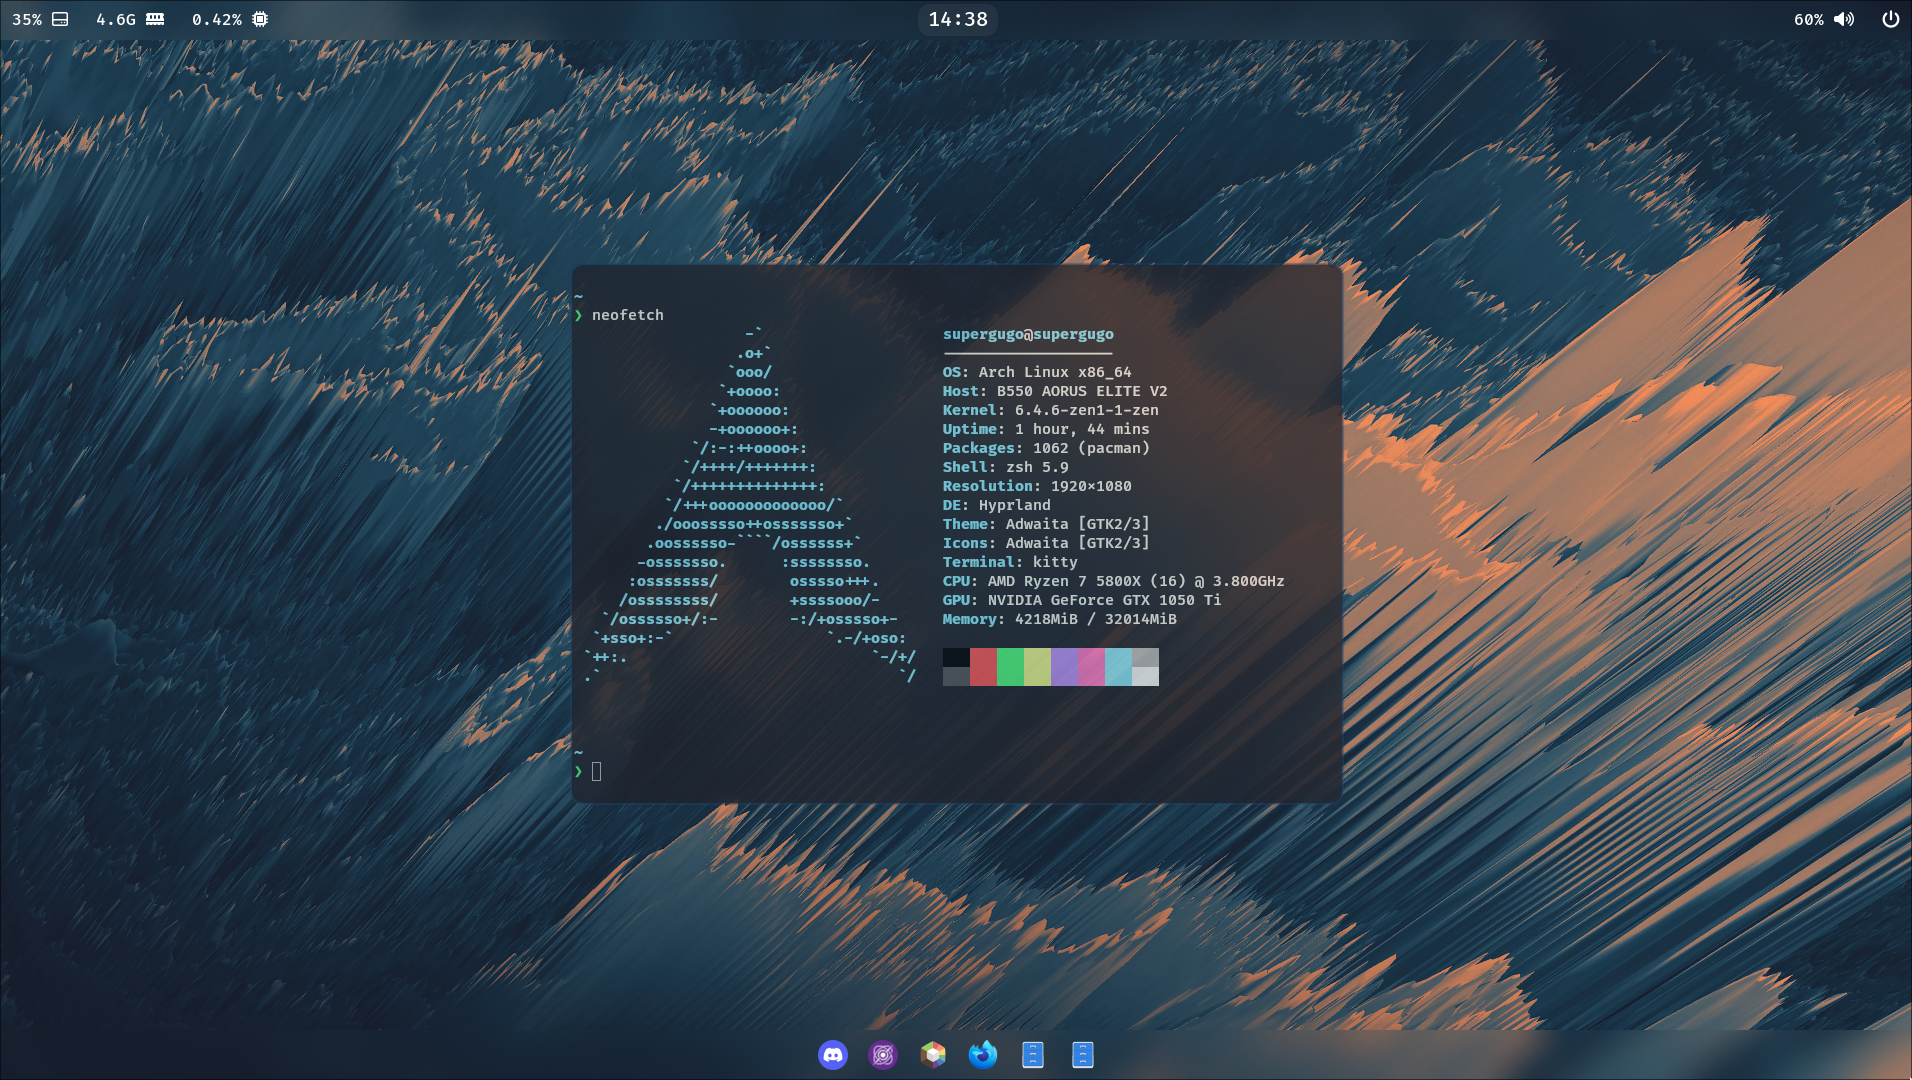 35% 4.6G 0.42% 14:38 60%
~
❯ neofetch
-`
.o+`
`ooo/
`+oooo:
`+oooooo:
-+oooooo+:
`/:-:++oooo+:
`/++++/+++++++:
`/++++++++++++++:
`/+++ooooooooooooo/`
./ooosssso++osssssso+`
.oossssso-````/ossssss+`
-osssssso.      :ssssssso.
:osssssss/        osssso+++.
/ossssssss/        +ssssooo/-
`/ossssso+/:-        -:/+osssso+-
`+sso+:-`                 `.-/+oso:
`++:.                           `-/+/
.`                                 `/
supergugo@supergugo
───────────────────
OS: Arch Linux x86_64
Host: B550 AORUS ELITE V2
Kernel: 6.4.6-zen1-1-zen
Uptime: 1 hour, 44 mins
Packages: 1062 (pacman)
Shell: zsh 5.9
Resolution: 1920×1080
DE: Hyprland
Theme: Adwaita [GTK2/3]
Icons: Adwaita [GTK2/3]
Terminal: kitty
CPU: AMD Ryzen 7 5800X (16) @ 3.800GHz
GPU: NVIDIA GeForce GTX 1050 Ti
Memory: 4218MiB / 32014MiB
~
❯